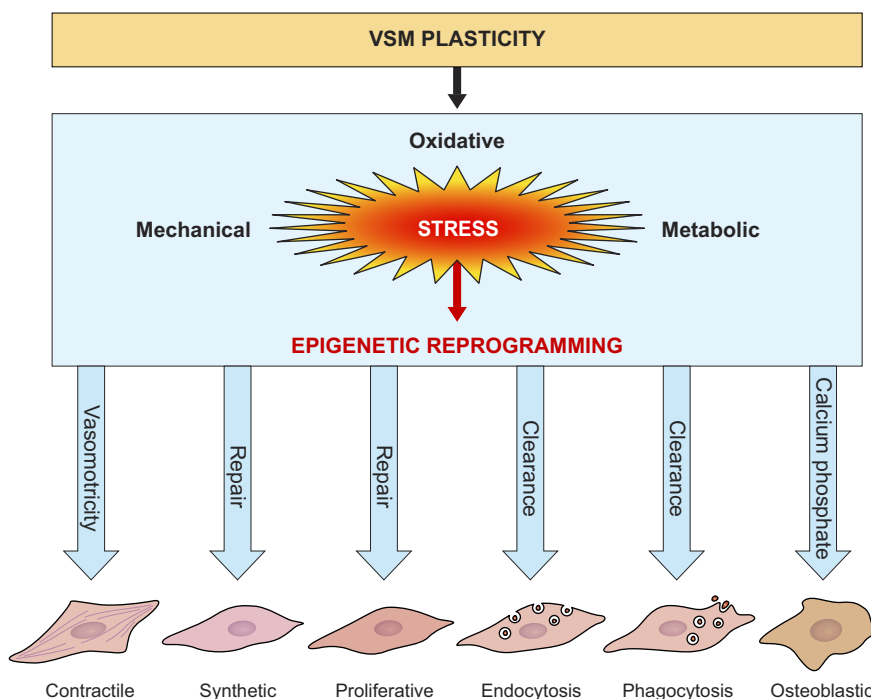 VSM PLASTICITY
Oxidative
Mechanical
STRESS
Metabolic
EPIGENETIC REPROGRAMMING
Vasomotricity
Repair
Repair
Clearance
Clearance
Calcium phosphate
Contractile
Synthetic
Proliferative
Endocytosis
Phagocytosis
Osteoblastic